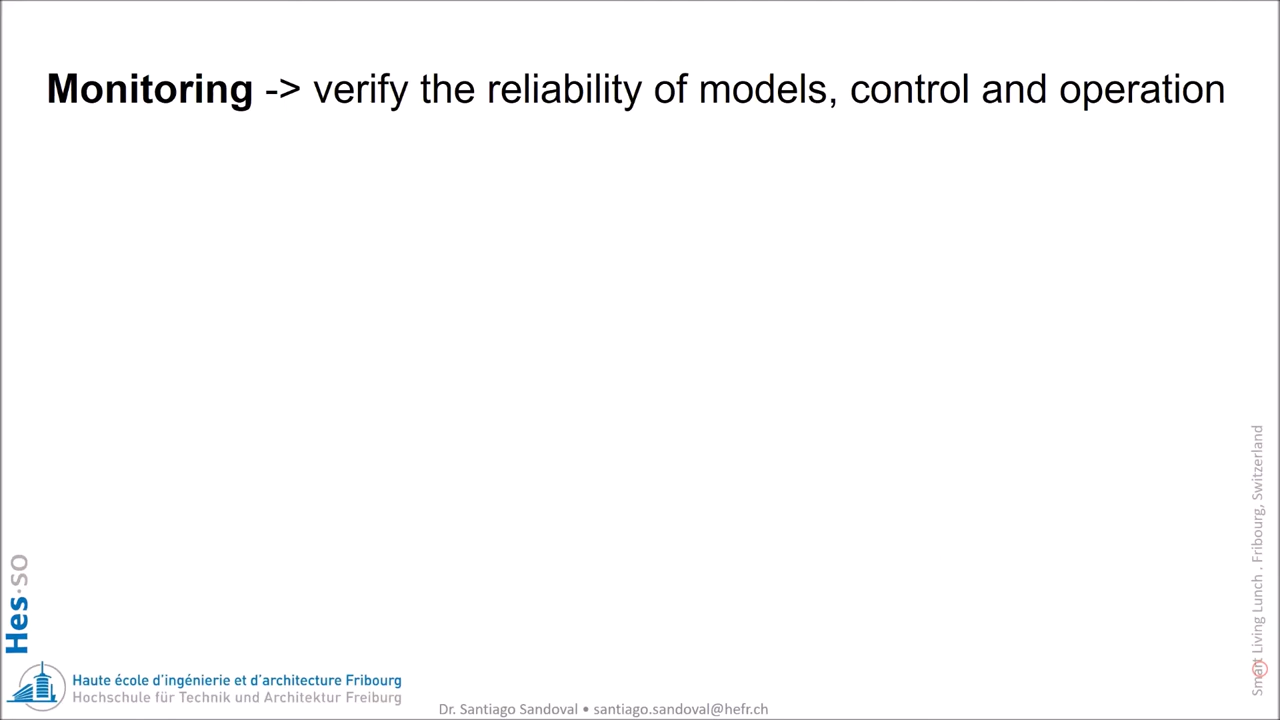 Monitoring -> verify the reliability of models, control and operation
Smart Living Lunch . Fribourg, Switzerland
Hes·SO
Haute école d'ingénierie et d'architecture Fribourg
Hochschule für Technik und Architektur Freiburg
Dr. Santiago Sandoval • santiago.sandoval@hefr.ch